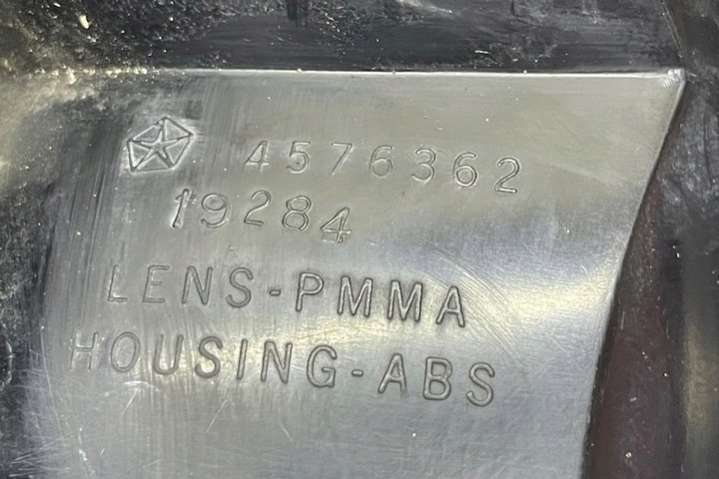 4576362
19284
LENS-PMMA
HOUSING-ABS